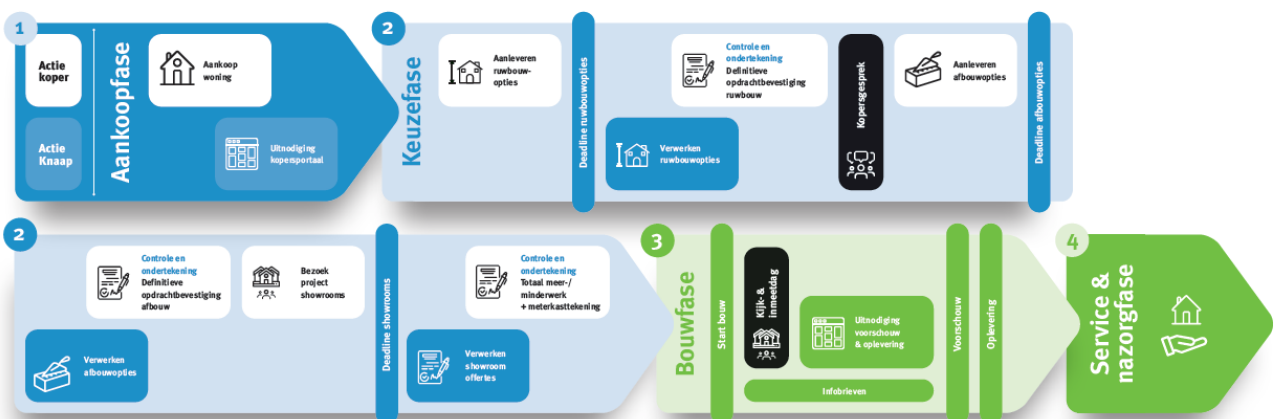 1
Actie
koper
Actie
Knaap
Aankoopfase
Aankoop
woning
Uitnodiging
kopersportaal
2
Keuzefase
Aanleveren
ruwbouw-
opties
Deadline ruwbouwopties
Verwerken
ruwbouwopties
Controle en
ondertekening
Definitieve
opdrachtbevestiging
ruwbouw
Kopersgesprek
Aanleveren
afbouwopties
Deadline afbouwopties
2
Verwerken
afbouwopties
Controle en
ondertekening
Definitieve
opdrachtbevestiging
afbouw
Bezoek
project
showrooms
Deadline showrooms
Verwerken
showroom
offertes
Controle en
ondertekening
Totaal meer-/
minderwerk
+ meterkasttekening
3
Bouwfase
Start bouw
Kijk- &
inmeetdag
Uitnodiging
voorschouw
& oplevering
Infobrieven
Voorschouw
Oplevering
4
Service &
nazorgfase